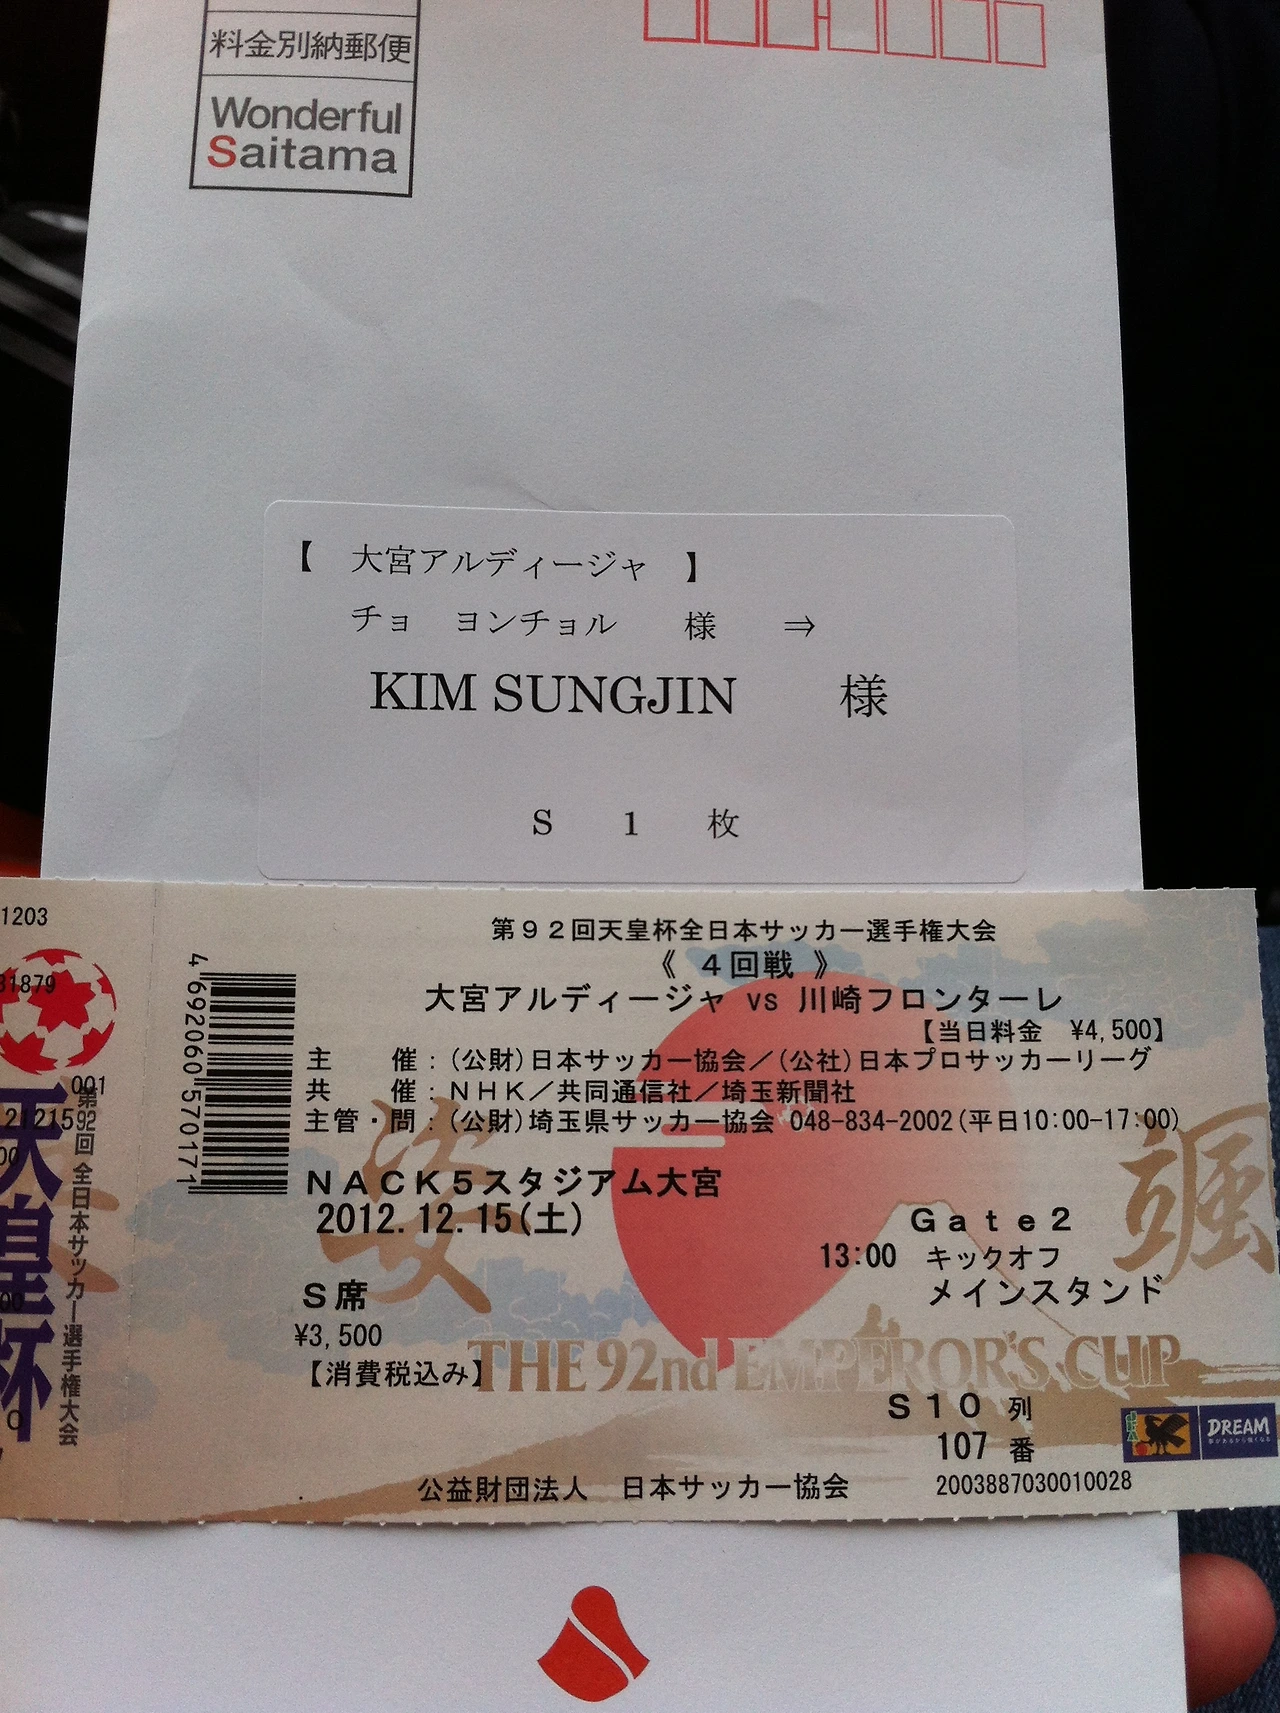 料金別納郵便
Wonderful
Saitama
【 大宮アルディージャ 】
チョ ヨンチョル 様 ⇒
KIM SUNGJIN 様
S 1 枚
1203
31879
001
121215
第92回 全日本サッカー選手権大会
天皇杯
4 692060 570171
第92回天皇杯全日本サッカー選手権大会
《 4回戦 》
大宮アルディージャ vs 川崎フロンターレ
【当日料金 ¥4,500】
主 催：(公財)日本サッカー協会／(公社)日本プロサッカーリーグ
共 催：NHK／共同通信社／埼玉新聞社
主管・問：(公財)埼玉県サッカー協会 048-834-2002(平日10:00-17:00)
NACK5スタジアム大宮
2012.12.15(土)
Gate2
13:00 キックオフ
メインスタンド
S席
¥3,500
【消費税込み】
THE 92nd EMPEROR'S CUP
S10 列
107 番
DREAM
公益財団法人 日本サッカー協会
2003887030010028